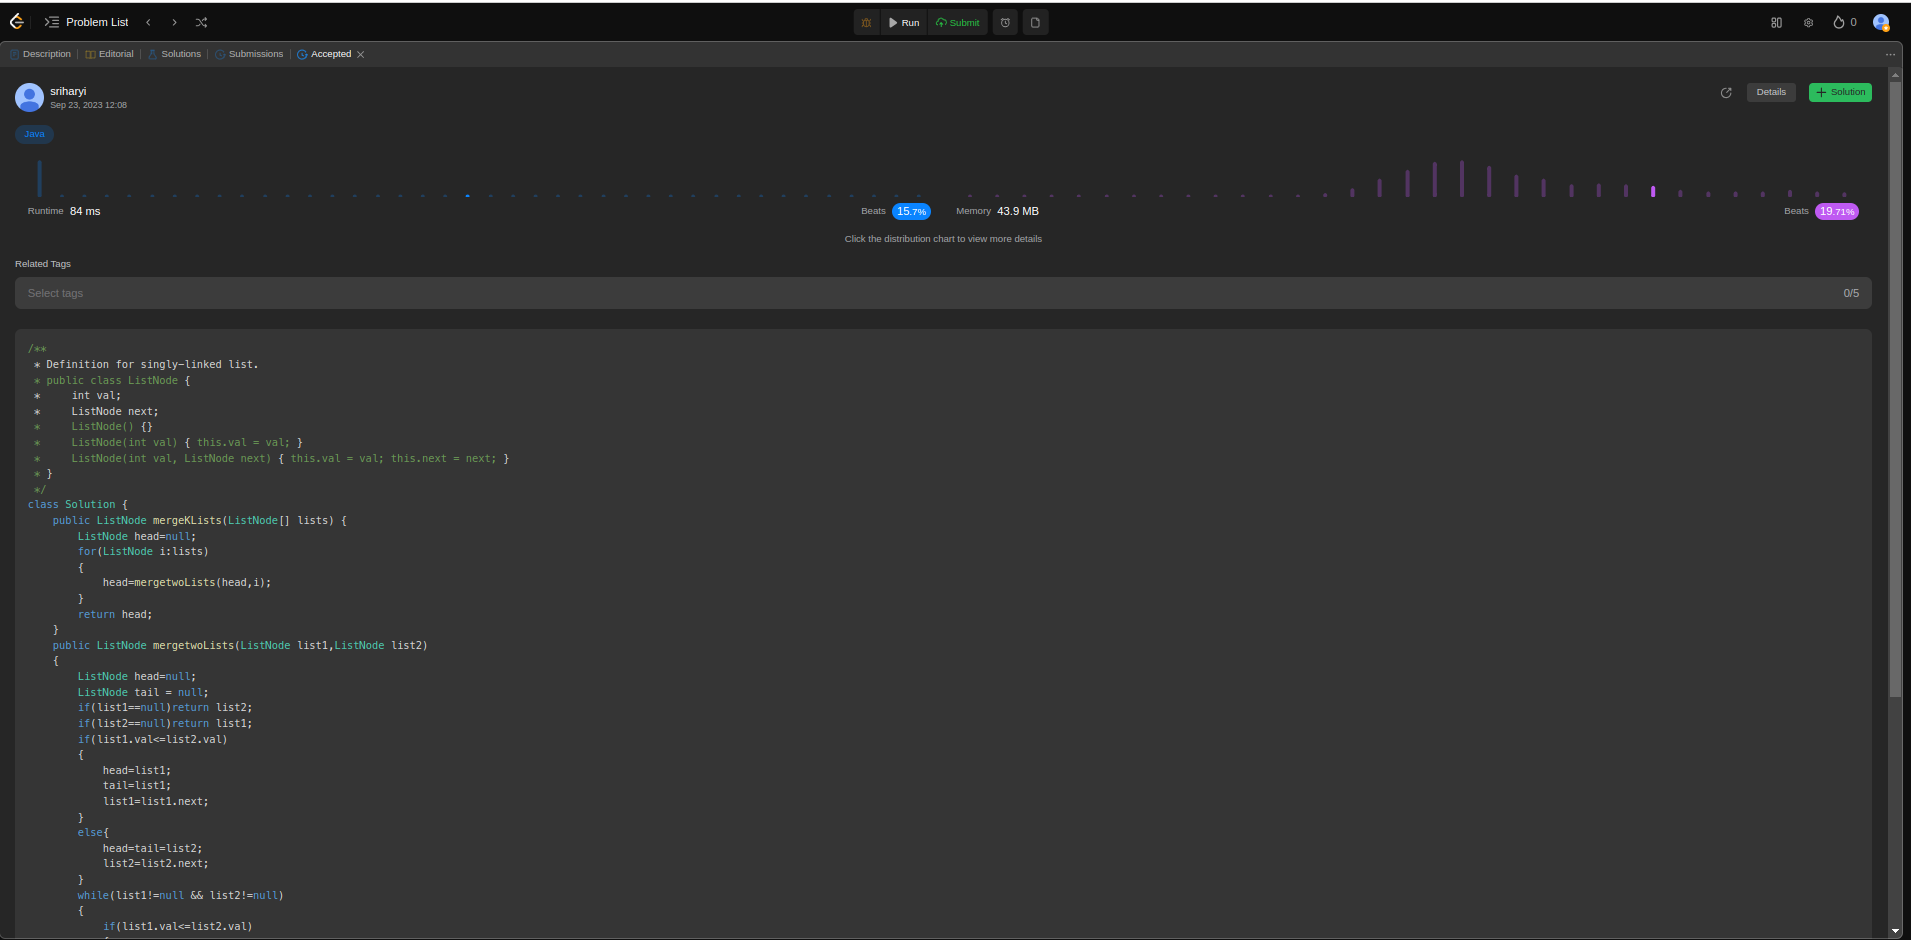 Problem List
Run
Submit
0
Description
Editorial
Solutions
Submissions
Accepted
sriharyi
Sep 23, 2023 12:08
Details
Solution
Java
Runtime 84 ms
Beats 15.7%
Memory 43.9 MB
Beats 19.71%
Click the distribution chart to view more details
Related Tags
Select tags
0/5
/**
 * Definition for singly-linked list.
 * public class ListNode {
 *     int val;
 *     ListNode next;
 *     ListNode() {}
 *     ListNode(int val) { this.val = val; }
 *     ListNode(int val, ListNode next) { this.val = val; this.next = next; }
 * }
 */
class Solution {
    public ListNode mergeKLists(ListNode[] lists) {
        ListNode head=null;
        for(ListNode i:lists)
        {
            head=mergetwoLists(head,i);
        }
        return head;
    }
    public ListNode mergetwoLists(ListNode list1,ListNode list2)
    {
        ListNode head=null;
        ListNode tail = null;
        if(list1==null)return list2;
        if(list2==null)return list1;
        if(list1.val<=list2.val)
        {
            head=list1;
            tail=list1;
            list1=list1.next;
        }
        else{
            head=tail=list2;
            list2=list2.next;
        }
        while(list1!=null && list2!=null)
        {
            if(list1.val<=list2.val)